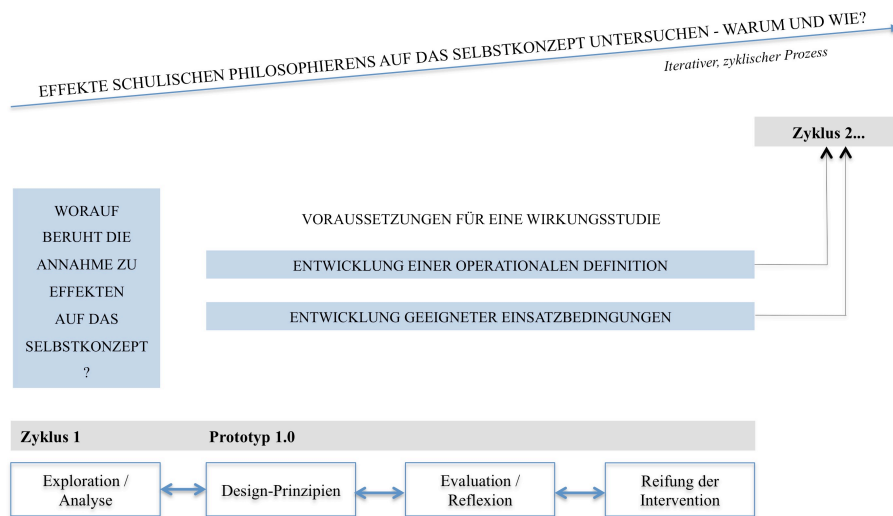 EFFEKTE SCHULISCHEN PHILOSOPHIERENS AUF DAS SELBSTKONZEPT UNTERSUCHEN - WARUM UND WIE?
Iterativer, zyklischer Prozess
Zyklus 2...
WORAUF
BERUHT DIE
ANNAHME ZU
EFFEKTEN
AUF DAS
SELBSTKONZEPT
?
VORAUSSETZUNGEN FÜR EINE WIRKUNGSSTUDIE
ENTWICKLUNG EINER OPERATIONALEN DEFINITION
ENTWICKLUNG GEEIGNETER EINSATZBEDINGUNGEN
Zyklus 1
Prototyp 1.0
Exploration /
Analyse
Design-Prinzipien
Evaluation /
Reflexion
Reifung der
Intervention